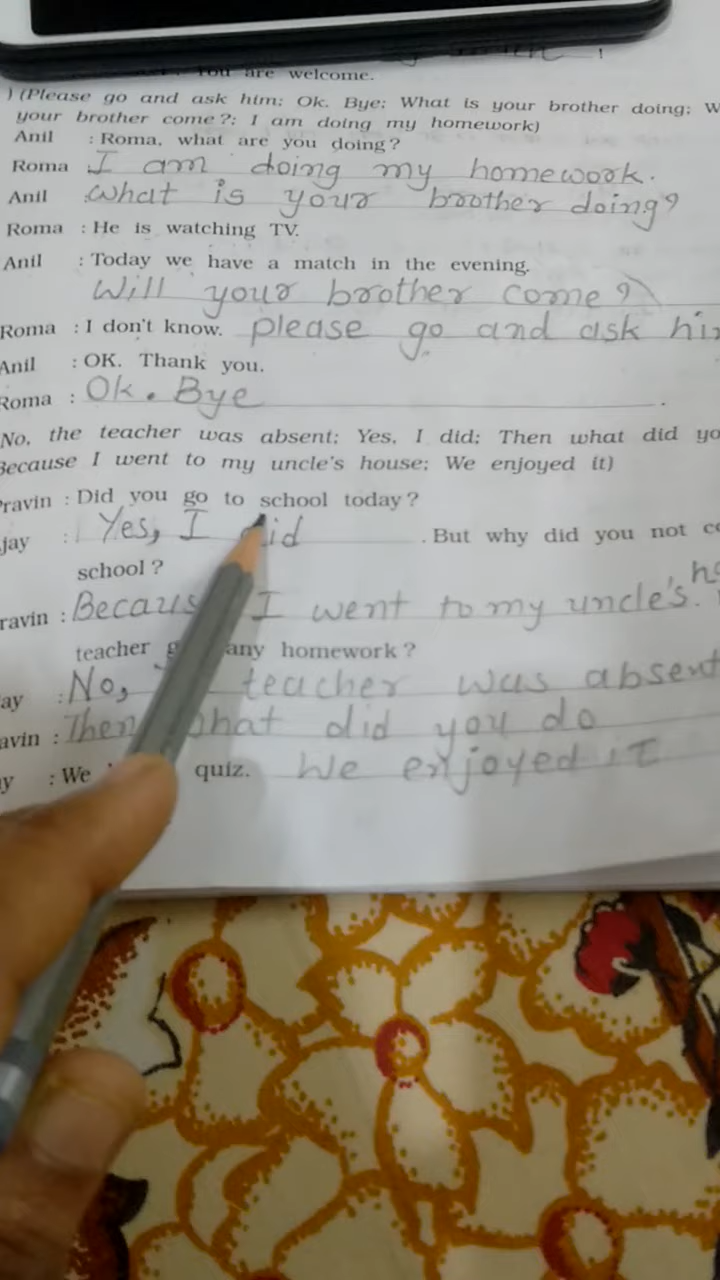 You are welcome.
) (Please go and ask him; Ok. Bye; What is your brother doing; W
your brother come ?; I am doing my homework)
Anil : Roma, what are you doing ?
Roma I am doing my homework.
Anil :What is your brother doing?
Roma : He is watching TV.
Anil : Today we have a match in the evening.
Will your brother come ?
Roma : I don't know. please go and ask hi
Anil : OK. Thank you.
Roma : Ok. Bye .
No, the teacher was absent; Yes, I did; Then what did yo
Because I went to my uncle's house; We enjoyed it)
ravin : Did you go to school today ?
jay : Yes, I did . But why did you not co
school ?
ravin : Because I went to my uncle's. ho
teacher any homework ?
ay : No, teacher was absent
avin : Then what did you do
y : We quiz. We enjoyed it